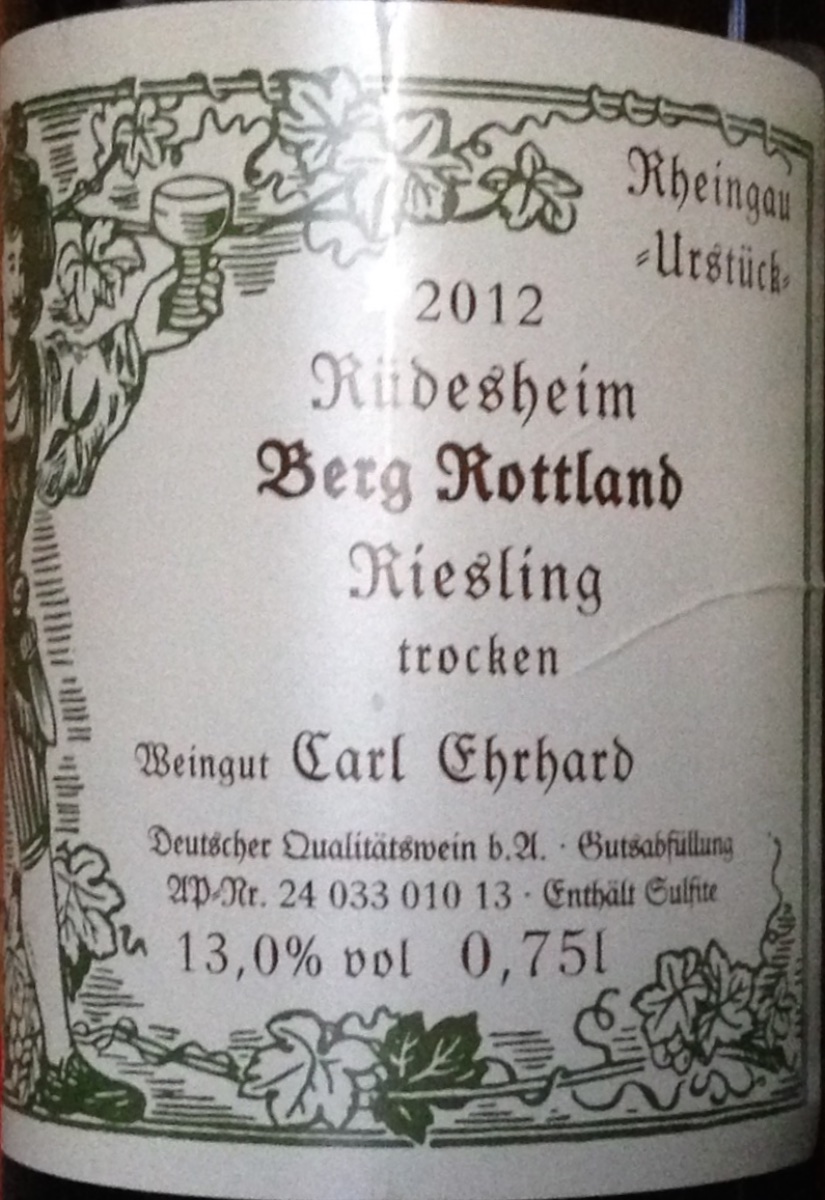 Rheingau
-Urstück-
2012
Rüdesheim
Berg Rottland
Riesling
trocken
Weingut Carl Ehrhard
Deutscher Qualitätswein b.A. · Gutsabfüllung
AP-Nr. 24 033 010 13 · Enthält Sulfite
13,0% vol 0,75l